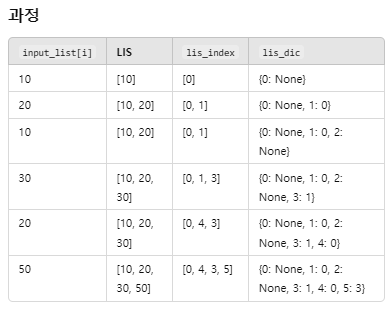 과정
input_list[i] LIS lis_index lis_dic
10 [10] [0] {0: None}
20 [10, 20] [0, 1] {0: None, 1: 0}
10 [10, 20] [0, 1] {0: None, 1: 0, 2:
None}
30 [10, 20, [0, 1, 3] {0: None, 1: 0, 2:
30] None, 3: 1}
20 [10, 20, [0, 4, 3] {0: None, 1: 0, 2:
30] None, 3: 1, 4: 0}
50 [10, 20, [0, 4, 3, 5] {0: None, 1: 0, 2:
30, 50] None, 3: 1, 4: 0, 5: 3}